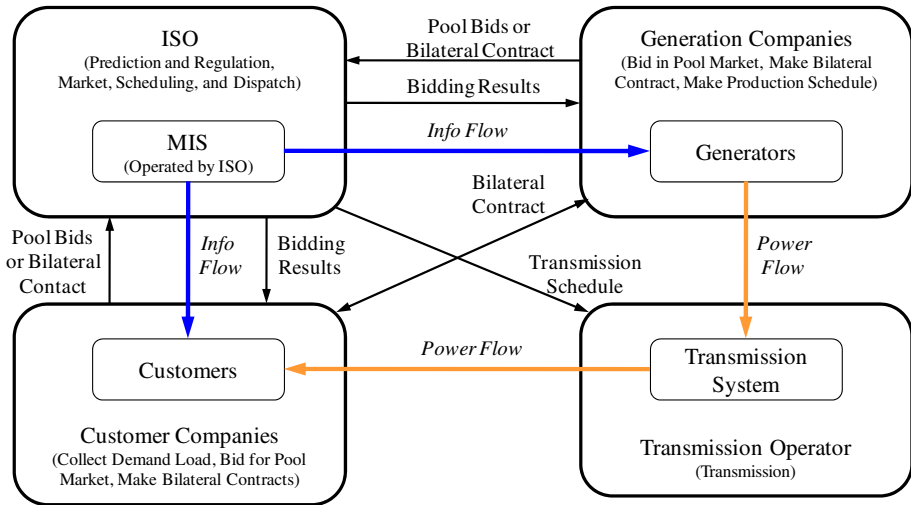 ISO
(Prediction and Regulation,
Market, Scheduling, and Dispatch)
MIS
(Operated by ISO)
Pool Bids or
Bilateral Contract
Bidding Results
Info Flow
Generation Companies
(Bid in Pool Market, Make Bilateral
Contract, Make Production Schedule)
Generators
Bilateral
Contract
Pool Bids
or Bilateral
Contact
Info
Flow
Bidding
Results
Transmission
Schedule
Power
Flow
Customers
Customer Companies
(Collect Demand Load, Bid for Pool
Market, Make Bilateral Contracts)
Power Flow
Transmission
System
Transmission Operator
(Transmission)